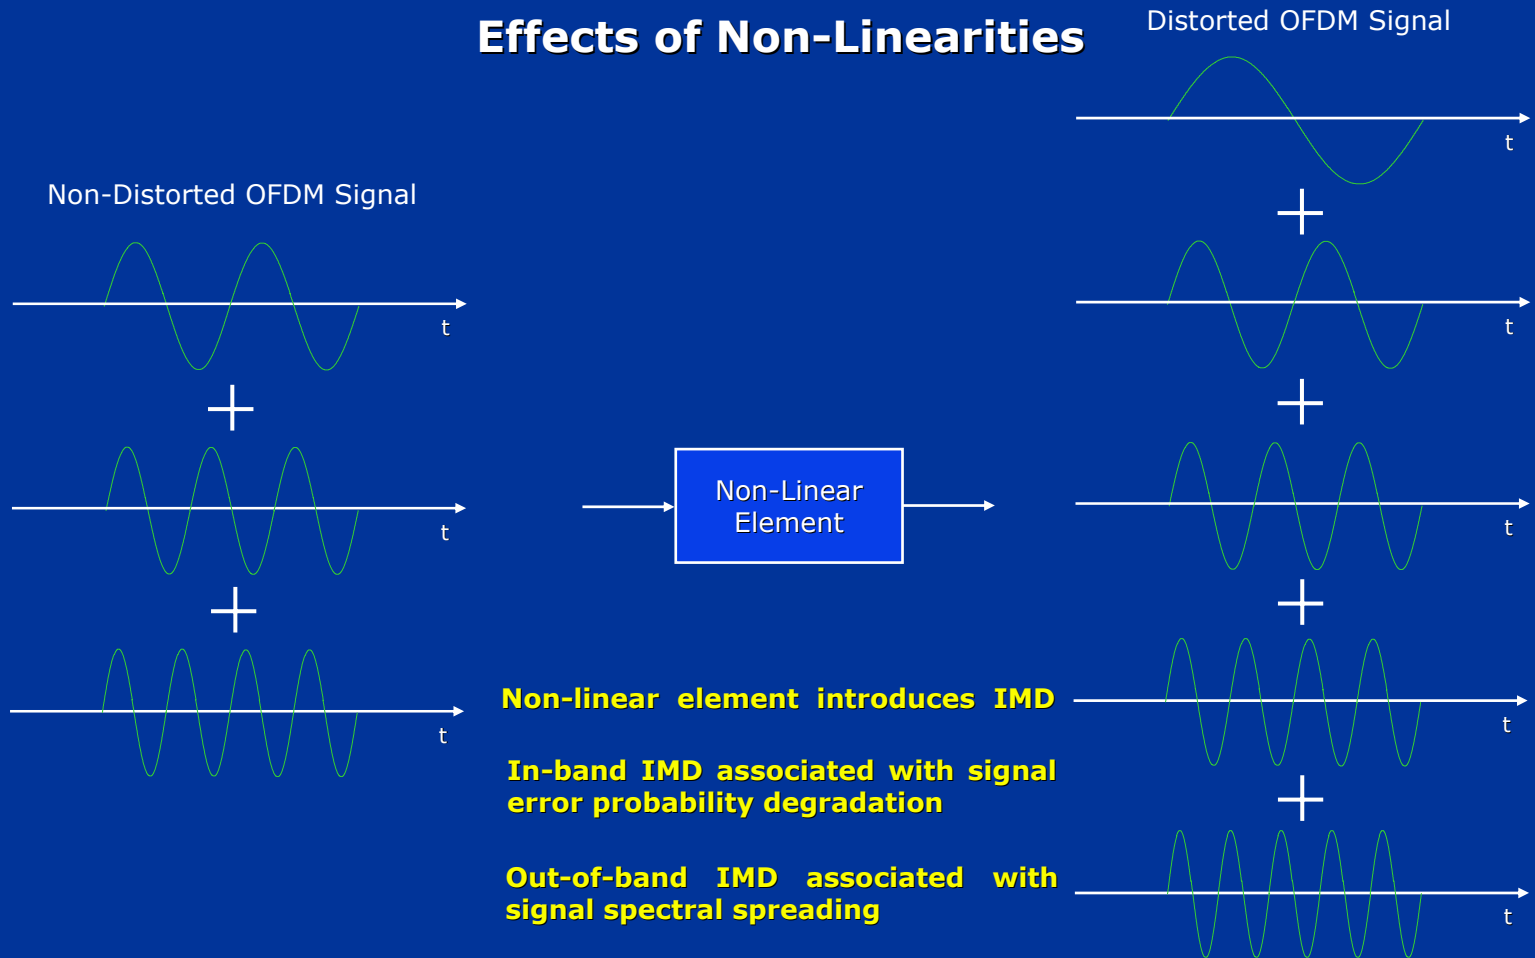 Effects of Non-Linearities
Distorted OFDM Signal
t
Non-Distorted OFDM Signal
t
t
t
t
Non-Linear
Element
t
Non-linear element introduces IMD
t
t
In-band IMD associated with signal
error probability degradation
Out-of-band IMD associated with
signal spectral spreading
t